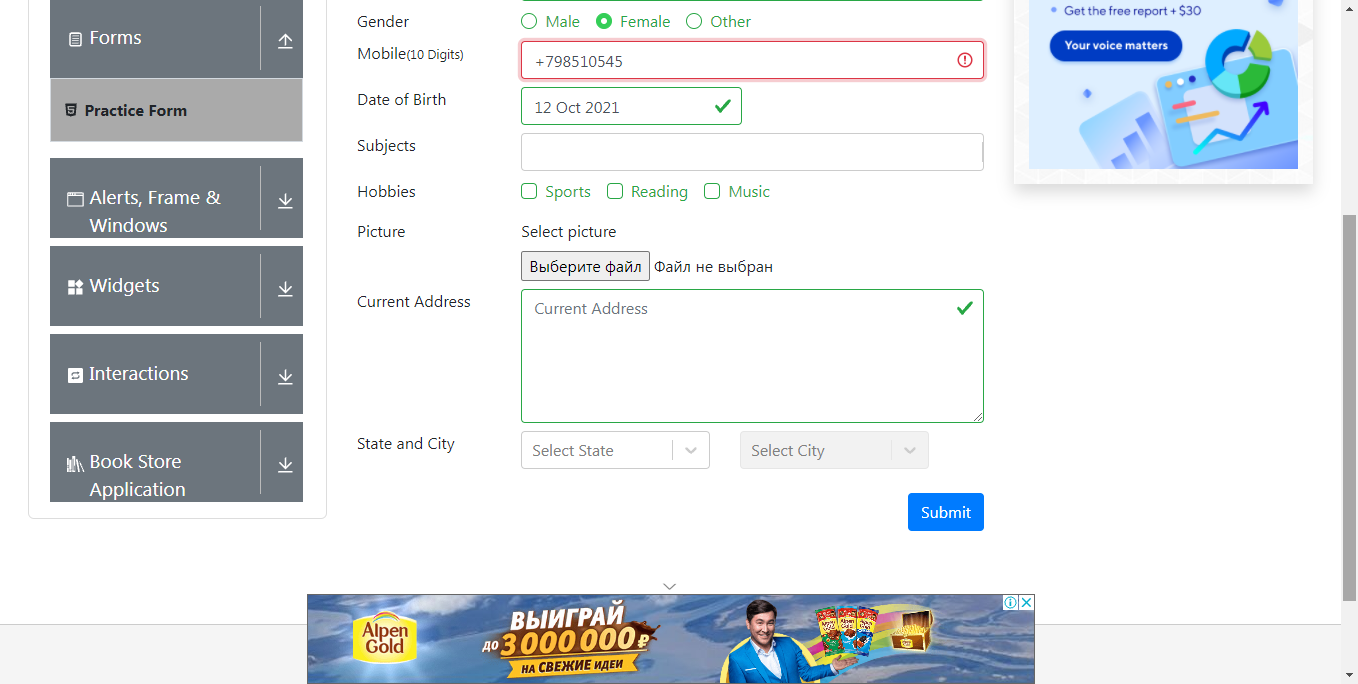 Forms
Practice Form
Alerts, Frame &
Windows
Widgets
Interactions
Book Store
Application
Gender
Male
Female
Other
Mobile(10 Digits)
+798510545
Date of Birth
12 Oct 2021
Subjects
Hobbies
Sports
Reading
Music
Picture
Select picture
Выберите файл
Файл не выбран
Current Address
Current Address
State and City
Select State
Select City
Submit
Get the free report + $30
Your voice matters
Alpen
Gold
ВЫИГРАЙ
ДО 3 000 000 ₽
НА СВЕЖИЕ ИДЕИ